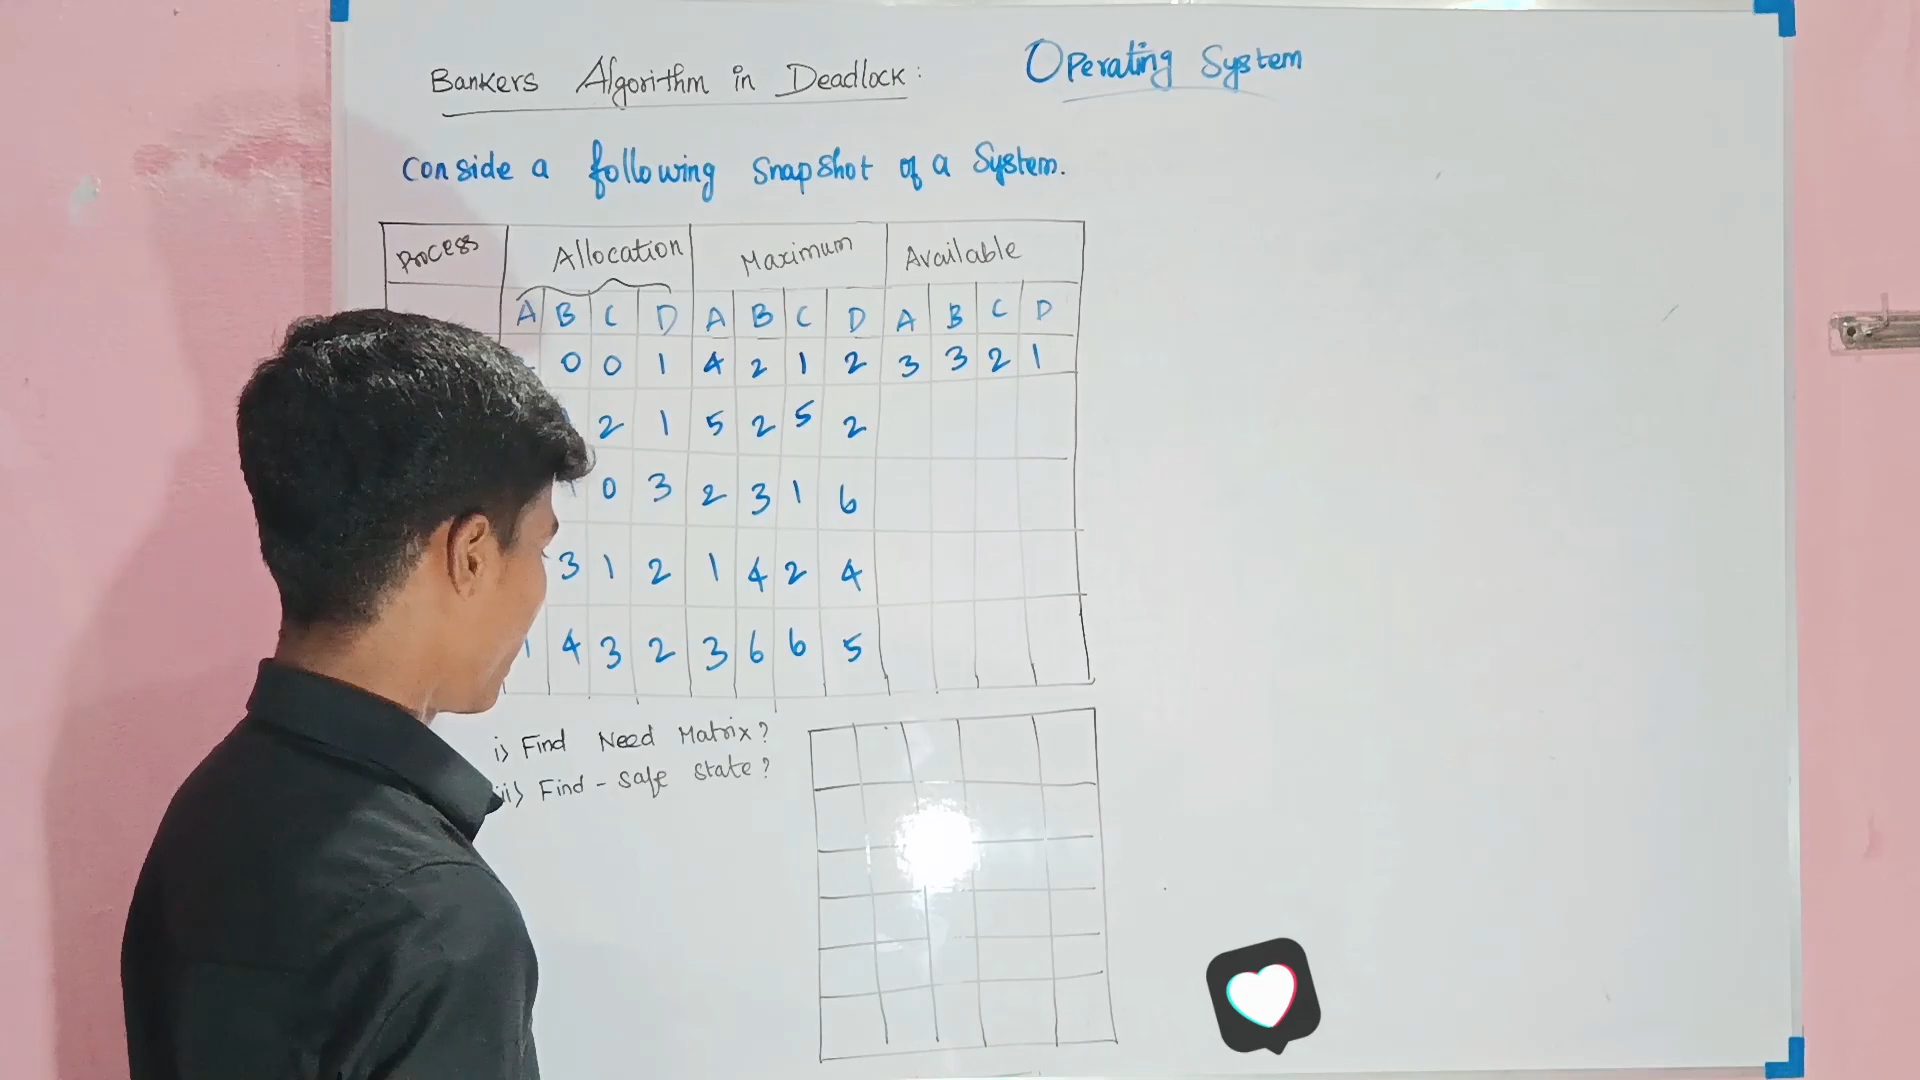 Bankers Algorithm in Deadlock:
Operating System
Conside a following snapshot of a System.
Process Allocation Maximum Available
A B C D A B C D A B C D
0 0 1 4 2 1 2 3 3 2 1
2 1 5 2 5 2
0 3 2 3 1 6
3 1 2 1 4 2 4
1 4 3 2 3 6 6 5
i) Find Need Matrix?
ii) Find - safe state?